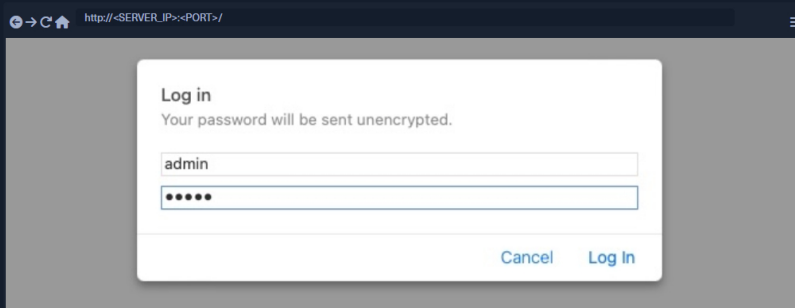 http://<SERVER_IP>:<PORT>/
Log in
Your password will be sent unencrypted.
admin
•••••
Cancel Log In